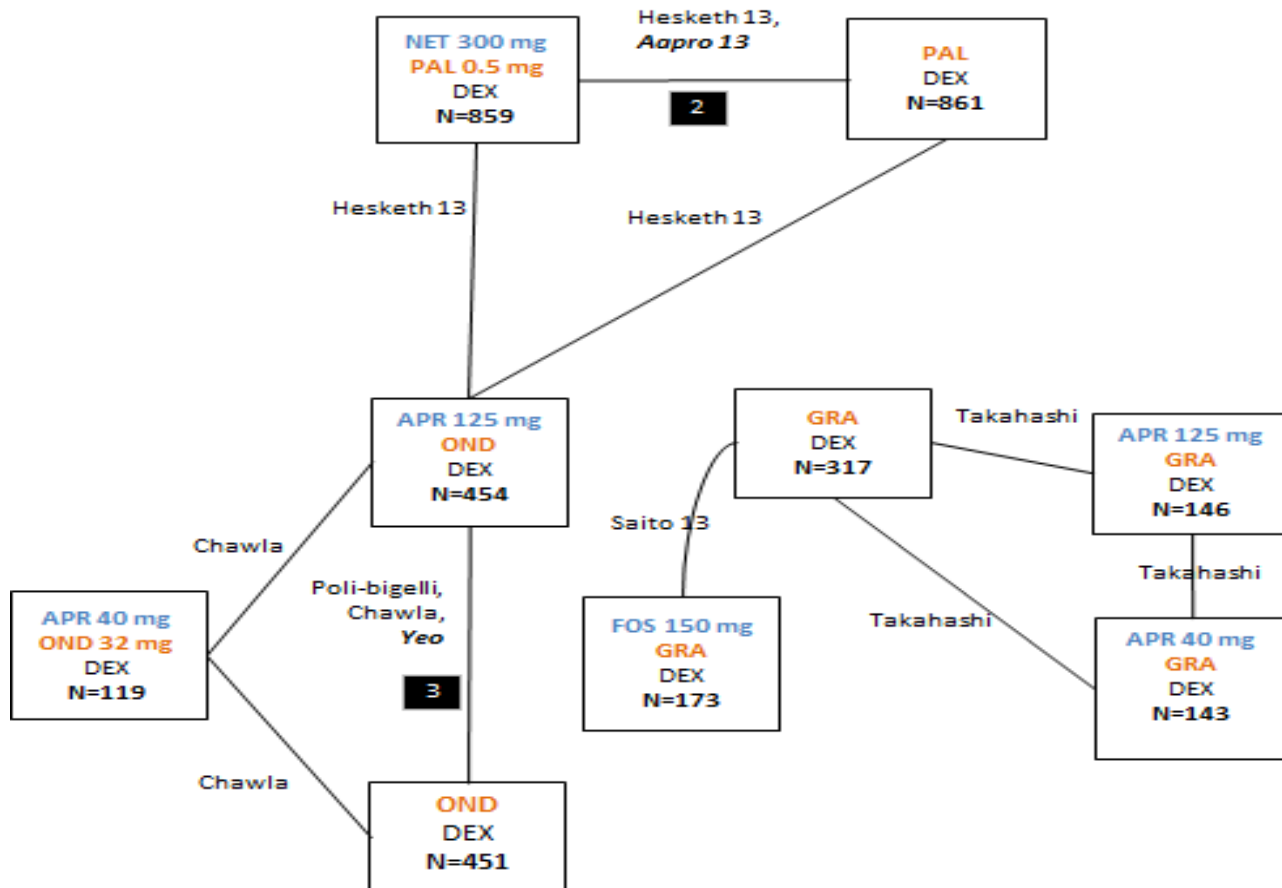 Hesketh 13,
Aapro 13
NET 300 mg
PAL 0.5 mg
DEX
N=859
2
PAL
DEX
N=861
Hesketh 13
Hesketh 13
APR 125 mg
OND
DEX
N=454
GRA
DEX
N=317
Takahashi
APR 125 mg
GRA
DEX
N=146
Chawla
Saito 13
Takahashi
Poli-bigelli,
Chawla,
Yeo
3
APR 40 mg
OND 32 mg
DEX
N=119
FOS 150 mg
GRA
DEX
N=173
Takahashi
APR 40 mg
GRA
DEX
N=143
Chawla
OND
DEX
N=451